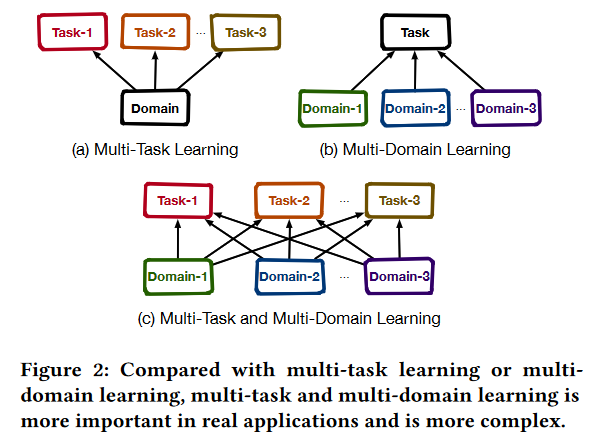 Task-1 Task-2 ... Task-3
Domain
(a) Multi-Task Learning
Task
Domain-1 Domain-2 ... Domain-3
(b) Multi-Domain Learning
Task-1 Task-2 ... Task-3
Domain-1 Domain-2 ... Domain-3
(c) Multi-Task and Multi-Domain Learning
Figure 2: Compared with multi-task learning or multi-
domain learning, multi-task and multi-domain learning is
more important in real applications and is more complex.